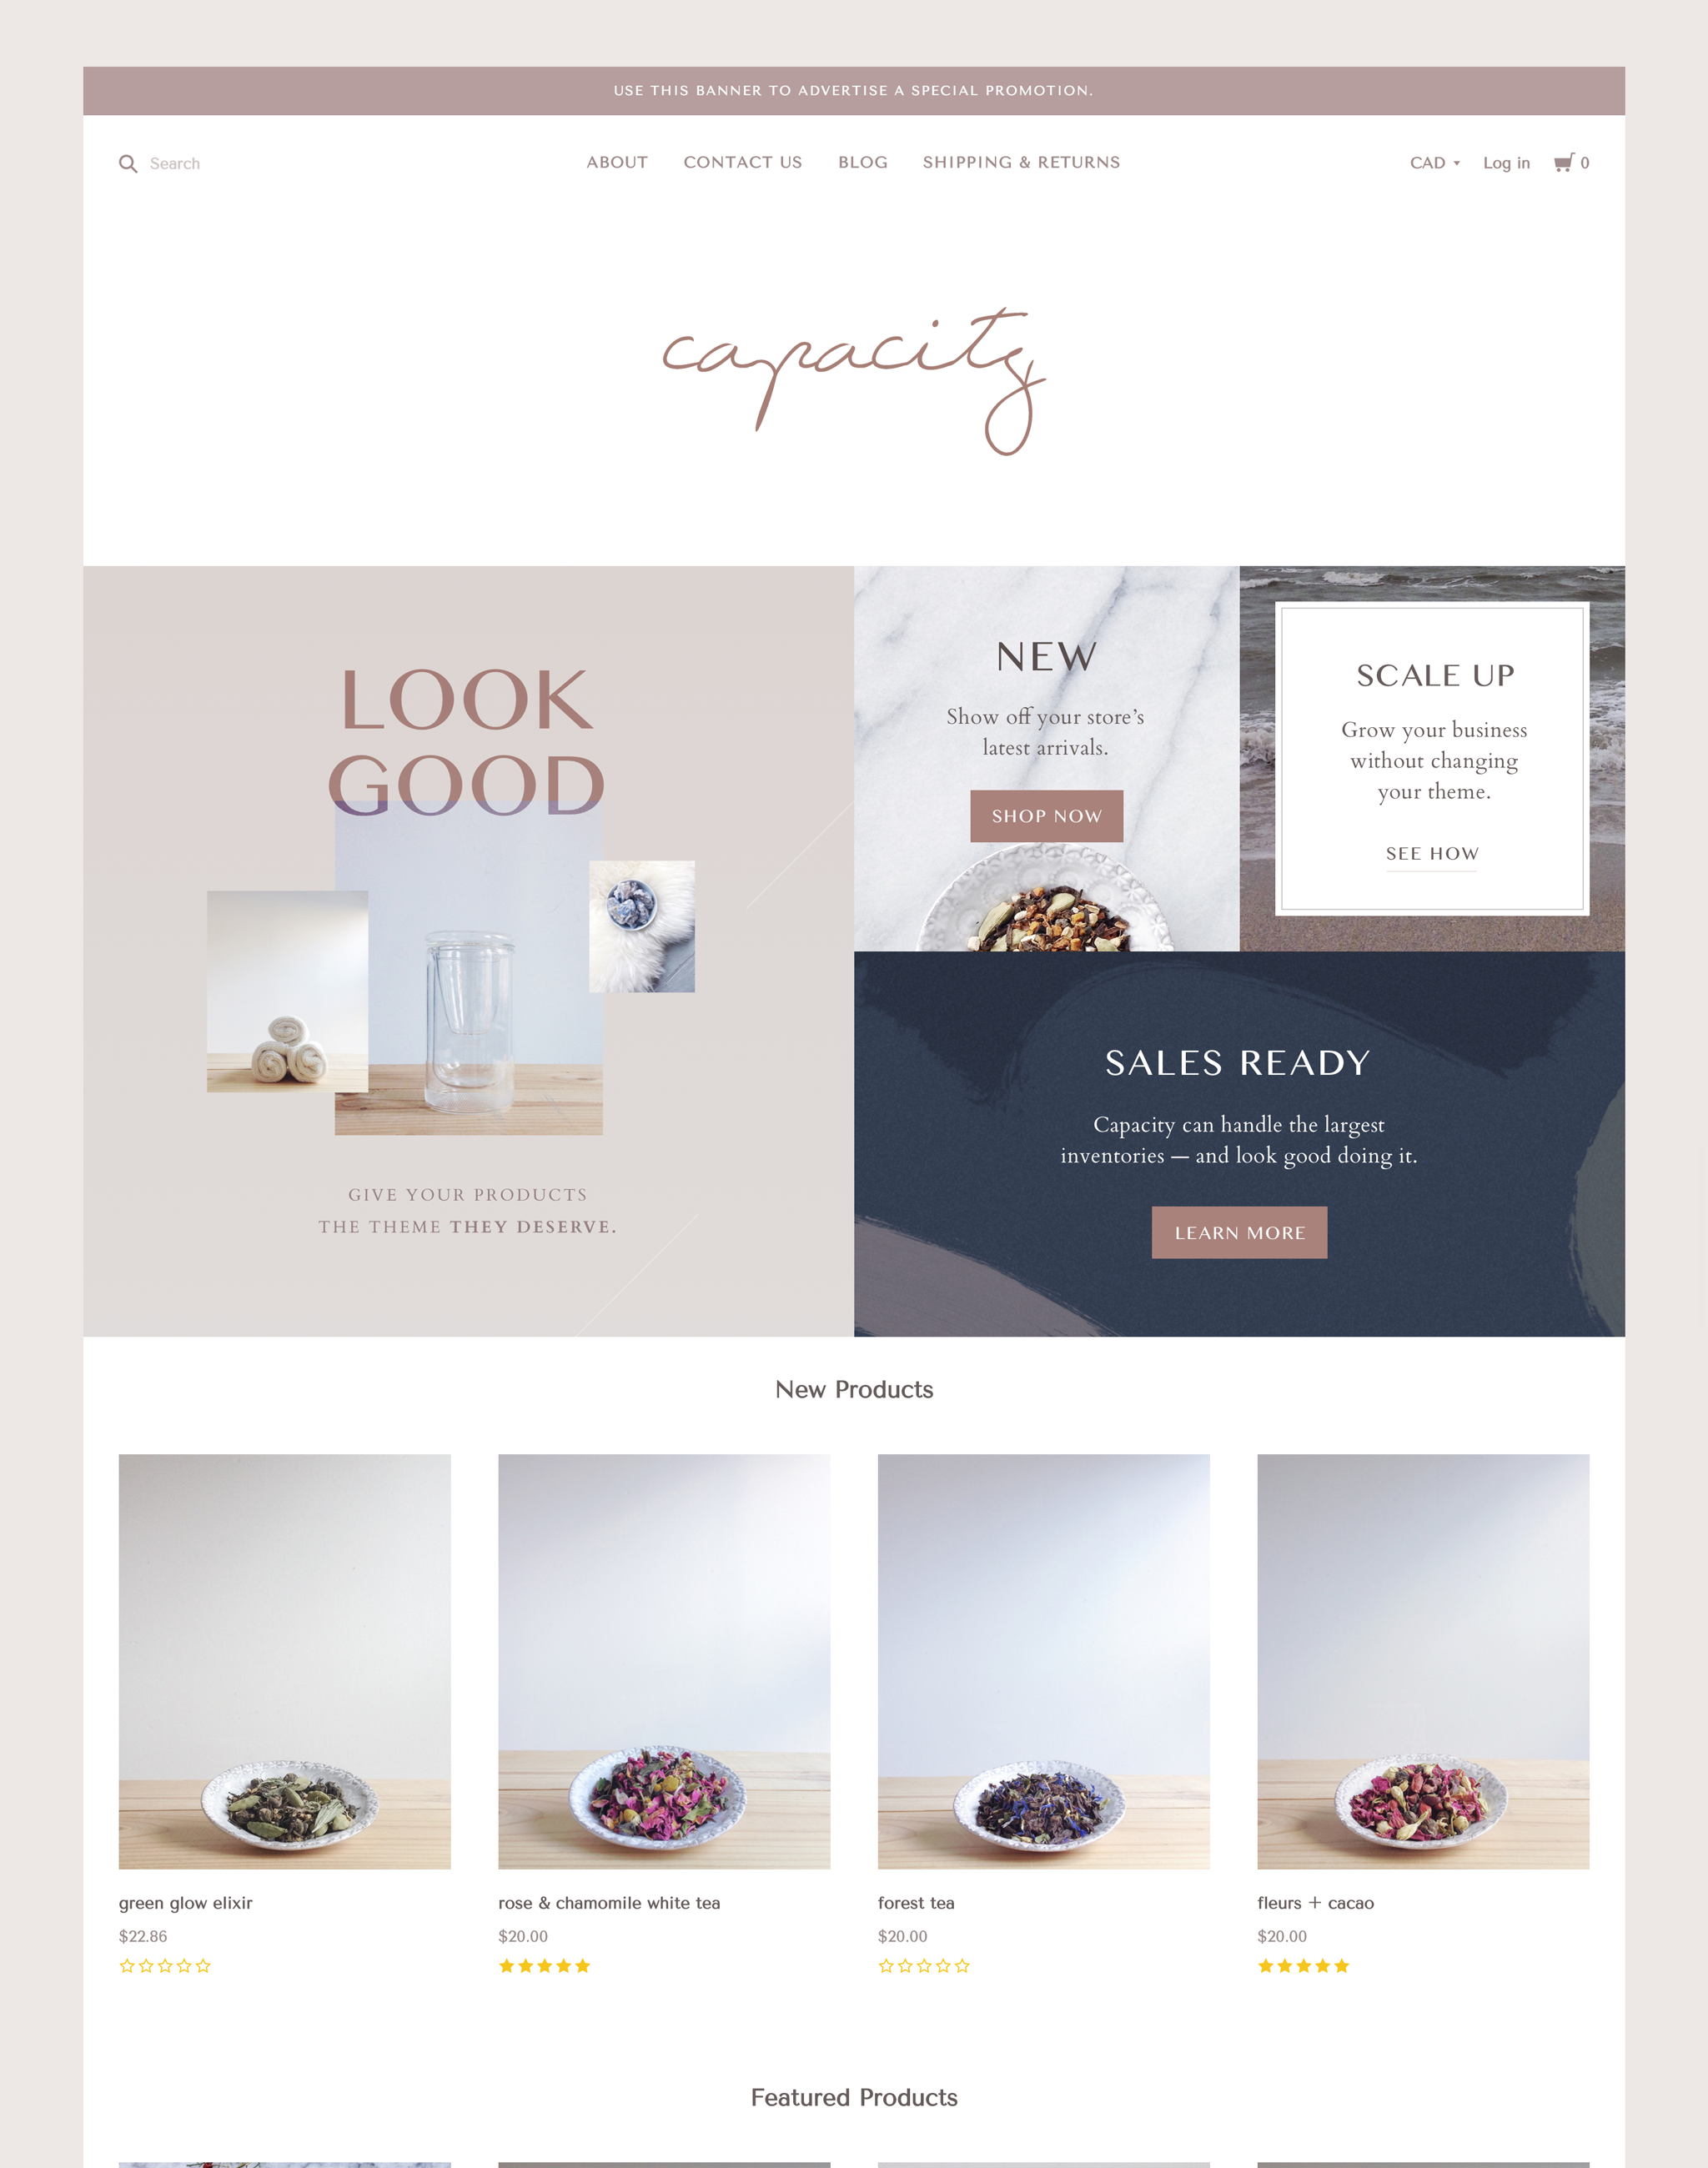 USE THIS BANNER TO ADVERTISE A SPECIAL PROMOTION.
Search
ABOUT CONTACT US BLOG SHIPPING & RETURNS
CAD Log in 0
capacity
LOOK
GOOD
GIVE YOUR PRODUCTS
THE THEME THEY DESERVE.
NEW
Show off your store’s
latest arrivals.
SHOP NOW
SCALE UP
Grow your business
without changing
your theme.
SEE HOW
SALES READY
Capacity can handle the largest
inventories — and look good doing it.
LEARN MORE
New Products
green glow elixir
$22.86
rose & chamomile white tea
$20.00
forest tea
$20.00
fleurs + cacao
$20.00
Featured Products